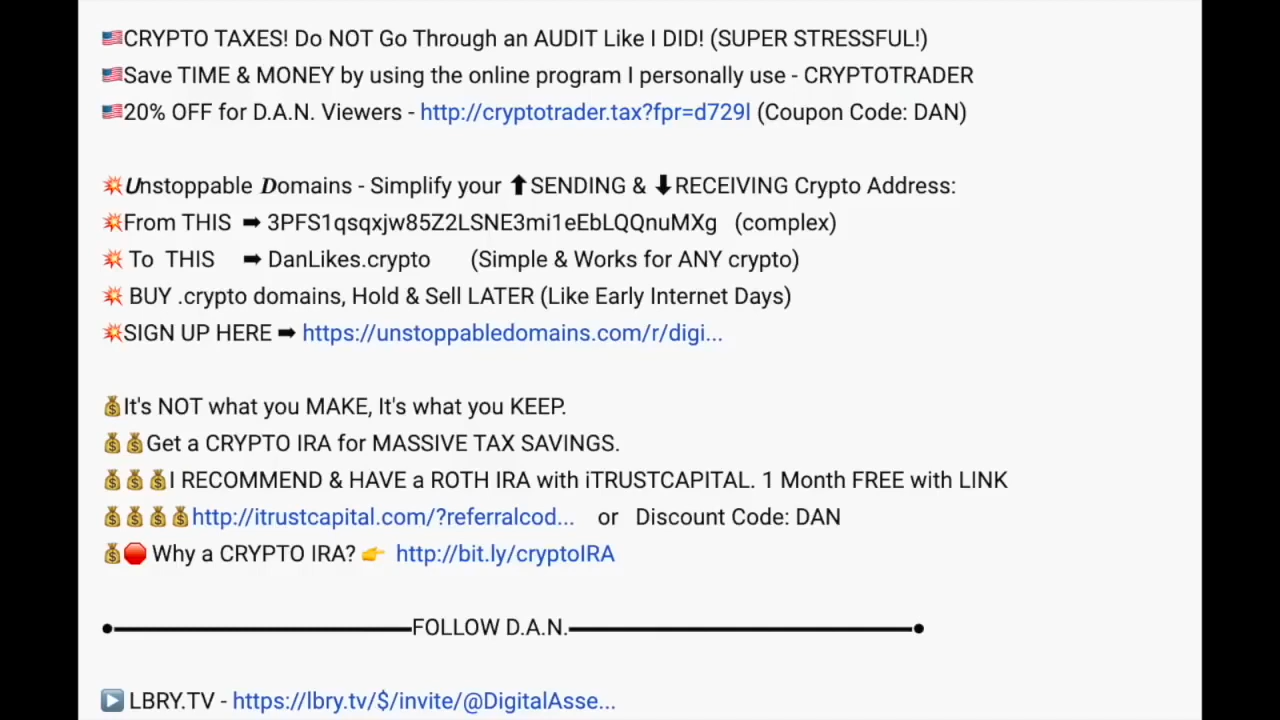 🇺🇸CRYPTO TAXES! Do NOT Go Through an AUDIT Like I DID! (SUPER STRESSFUL!)
🇺🇸Save TIME & MONEY by using the online program I personally use - CRYPTOTRADER
🇺🇸20% OFF for D.A.N. Viewers - http://cryptotrader.tax?fpr=d729l (Coupon Code: DAN)
💥𝙐nstoppable 𝑫omains - Simplify your ⬆SENDING & ⬇RECEIVING Crypto Address:
💥From THIS ➡ 3PFS1qsqxjw85Z2LSNE3mi1eEbLQQnuMXg (complex)
💥 To THIS ➡ DanLikes.crypto (Simple & Works for ANY crypto)
💥 BUY .crypto domains, Hold & Sell LATER (Like Early Internet Days)
💥SIGN UP HERE ➡ https://unstoppabledomains.com/r/digi...
💰It's NOT what you MAKE, It's what you KEEP.
💰💰Get a CRYPTO IRA for MASSIVE TAX SAVINGS.
💰💰💰I RECOMMEND & HAVE a ROTH IRA with iTRUSTCAPITAL. 1 Month FREE with LINK
💰💰💰💰http://itrustcapital.com/?referralcod... or Discount Code: DAN
💰🛑 Why a CRYPTO IRA? 👉 http://bit.ly/cryptoIRA
●▬▬▬▬▬▬▬▬▬▬FOLLOW D.A.N.▬▬▬▬▬▬▬▬▬▬▬▬●
▶️ LBRY.TV - https://lbry.tv/$/invite/@DigitalAsse...